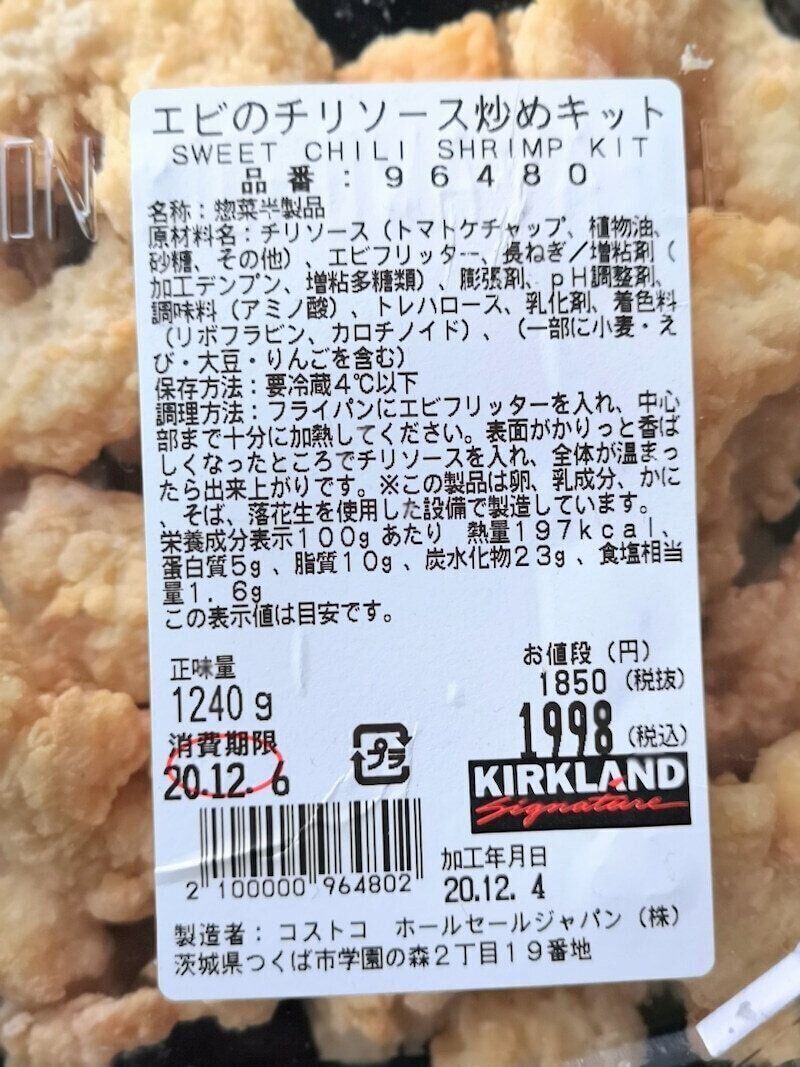 エビのチリソース炒めキット
SWEET CHILI SHRIMP KIT
品番：96480
名称：惣菜半製品
原材料名：チリソース（トマトケチャップ、植物油、
砂糖、その他）、エビフリッター、長ねぎ／増粘剤（
加工デンプン、増粘多糖類）、膨張剤、pH調整剤、
調味料（アミノ酸）、トレハロース、乳化剤、着色料
（リボフラビン、カロチノイド）、（一部に小麦・え
び・大豆・りんごを含む）
保存方法：要冷蔵4℃以下
調理方法：フライパンにエビフリッターを入れ、中心
部まで十分に加熱してください。表面がかりっと香ば
しくなったところでチリソースを入れ、全体が温まっ
たら出来上がりです。※この製品は卵、乳成分、かに
、そば、落花生を使用した設備で製造しています。
栄養成分表示100gあたり 熱量197kcal、
蛋白質5g、脂質10g、炭水化物23g、食塩相当
量1.6g
この表示値は目安です。
正味量
1240g
お値段（円）
1850（税抜）
1998（税込）
消費期限
20.12.6
プラ
KIRKLAND
Signature
2 100000 964802
加工年月日
20.12.4
製造者：コストコ ホールセールジャパン（株）
茨城県つくば市学園の森2丁目19番地